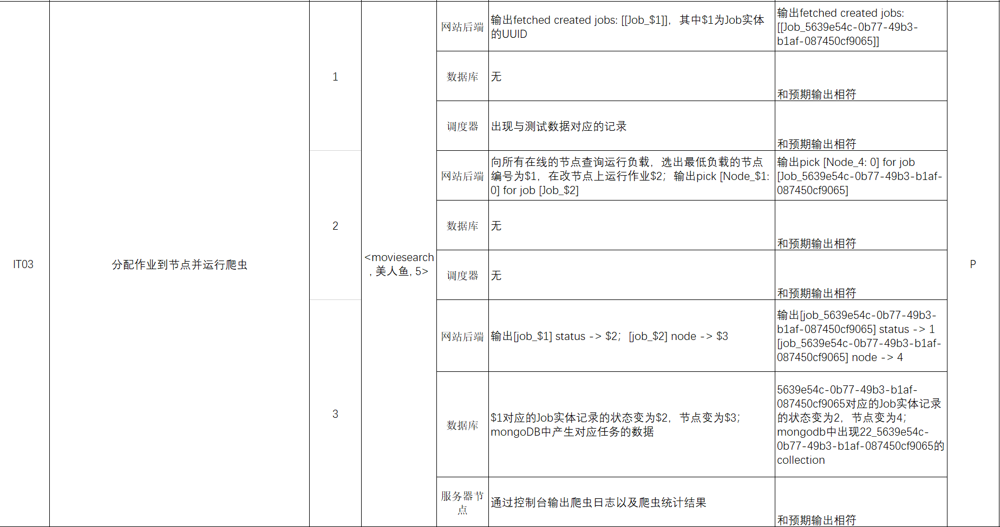 IT03
分配作业到节点并运行爬虫
1
<moviesearch
, 美人鱼, 5>
网站后端
输出fetched created jobs: [[Job_$1]]，其中$1为Job实体
的UUID
输出fetched created jobs:
[[Job_5639e54c-0b77-49b3-
b1af-087450cf9065]]
P
数据库
无
和预期输出相符
调度器
出现与测试数据对应的记录
和预期输出相符
2
网站后端
向所有在线的节点查询运行负载，选出最低负载的节点
编号为$1，在改节点上运行作业$2；输出pick [Node_$1:
0] for job [Job_$2]
输出pick [Node_4: 0] for job
[Job_5639e54c-0b77-49b3-b1af-
087450cf9065]
数据库
无
和预期输出相符
调度器
无
和预期输出相符
3
网站后端
输出[job_$1] status -> $2；[job_$2] node -> $3
输出[job_5639e54c-0b77-49b3-
b1af-087450cf9065] status -> 1
[job_5639e54c-0b77-49b3-b1af-
087450cf9065] node -> 4
数据库
$1对应的Job实体记录的状态变为$2，节点变为$3；
mongoDB中产生对应任务的数据
5639e54c-0b77-49b3-b1af-
087450cf9065对应的Job实体记录
的状态变为2，节点变为4；
mongodb中出现22_5639e54c-
0b77-49b3-b1af-087450cf9065的
collection
服务器节
点
通过控制台输出爬虫日志以及爬虫统计结果
和预期输出相符